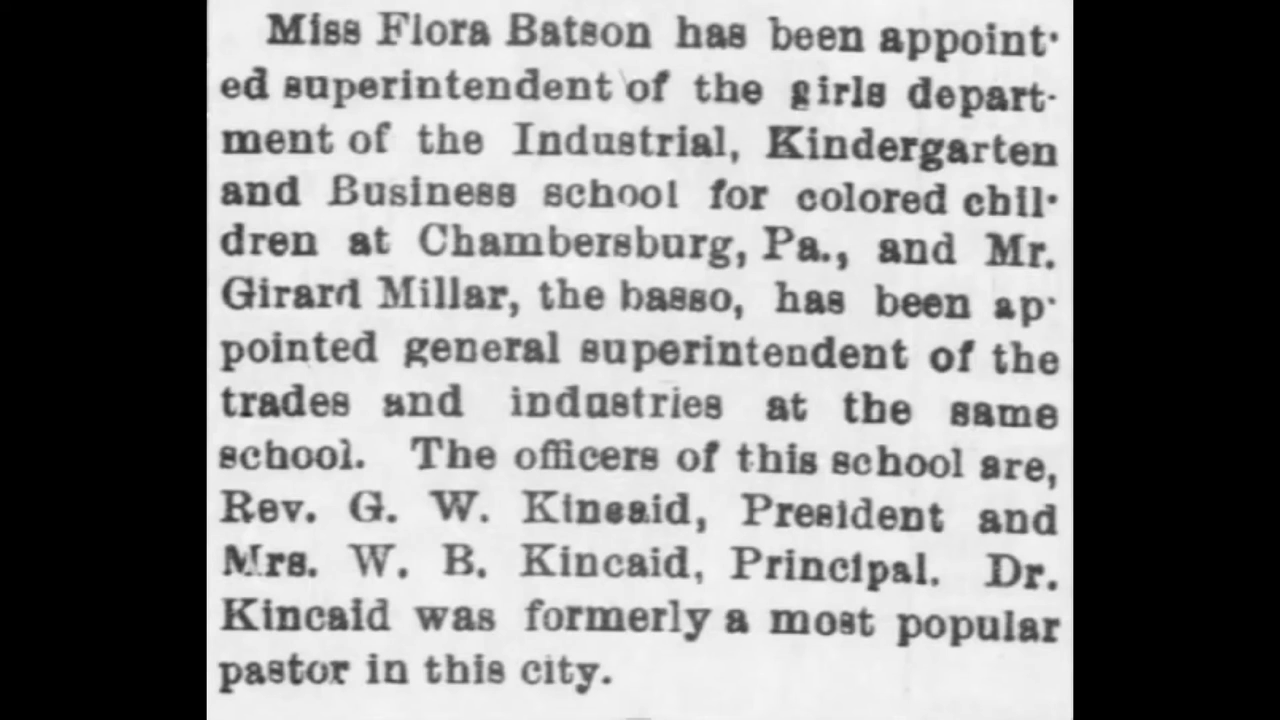 Miss Flora Batson has been appoint-
ed superintendent of the girls depart-
ment of the Industrial, Kindergarten
and Business school for colored chil-
dren at Chambersburg, Pa., and Mr.
Girard Millar, the basso, has been ap-
pointed general superintendent of the
trades and industries at the same
school. The officers of this school are,
Rev. G. W. Kincaid, President and
Mrs. W. B. Kincaid, Principal. Dr.
Kincaid was formerly a most popular
pastor in this city.